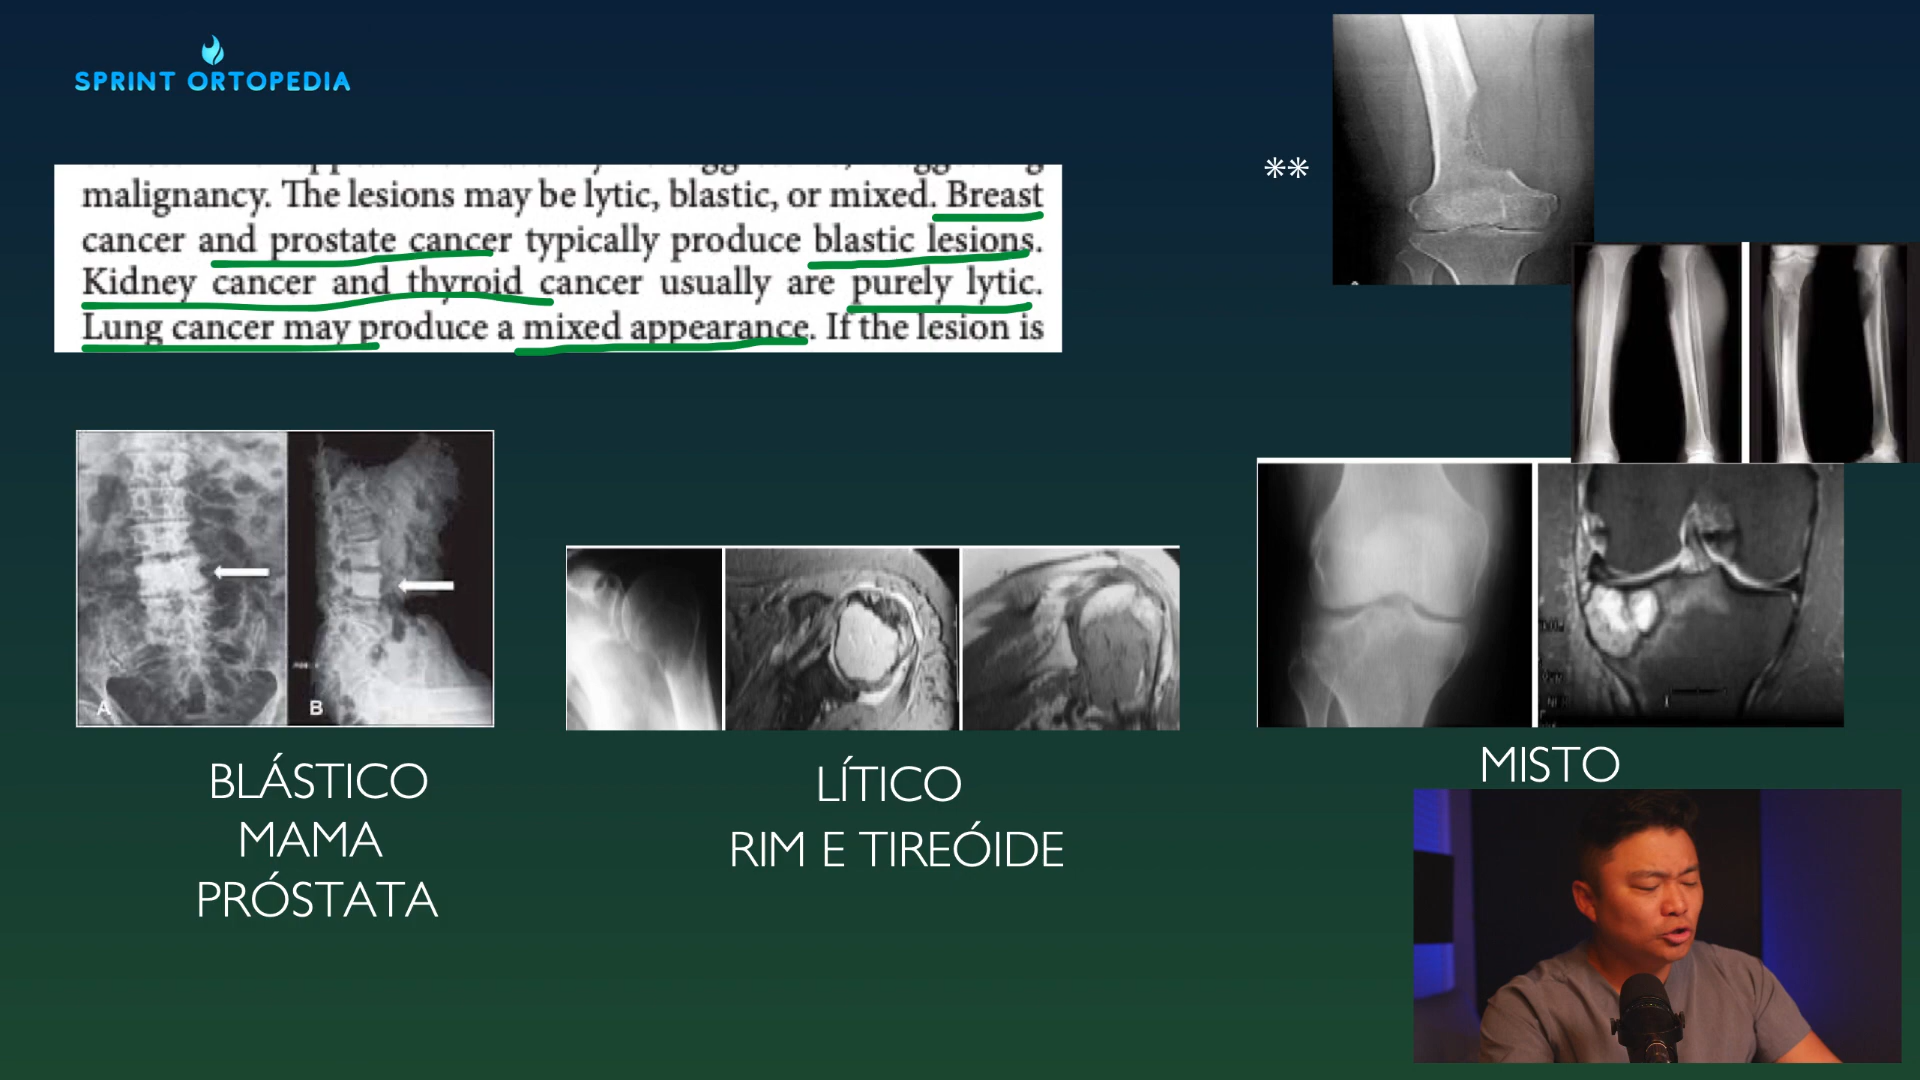 SPRINT ORTOPEDIA
malignancy. The lesions may be lytic, blastic, or mixed. Breast
cancer and prostate cancer typically produce blastic lesions.
Kidney cancer and thyroid cancer usually are purely lytic.
Lung cancer may produce a mixed appearance. If the lesion is
**
A
B
BLÁSTICO
MAMA
PRÓSTATA
LÍTICO
RIM E TIREÓIDE
MISTO